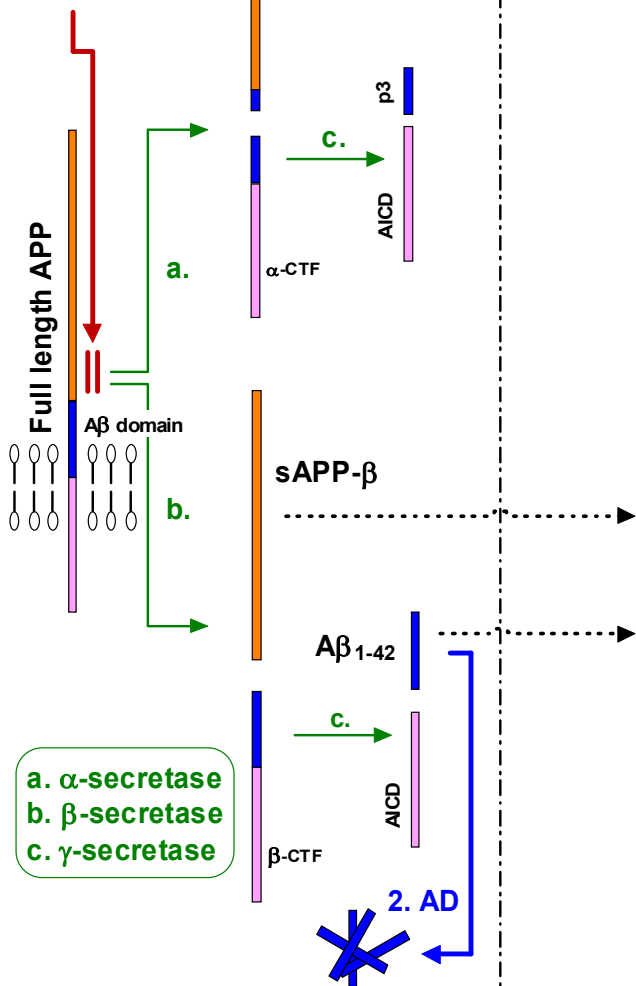 p3
c.
AICD
Full length APP
a.
α-CTF
Aβ domain
sAPP-β
b.
Aβ1-42
c.
AICD
a. α-secretase
b. β-secretase
c. γ-secretase
β-CTF
2. AD